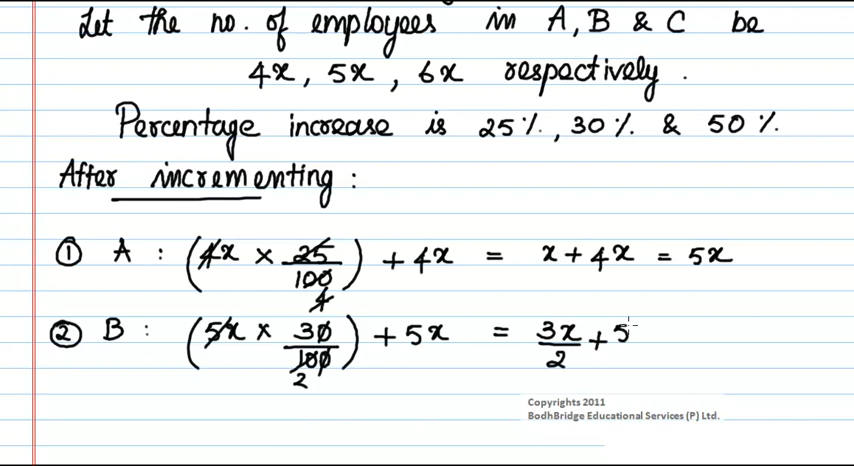 Let the no. of employees in A, B & C be
4x, 5x, 6x respectively.
Percentage increase is 25%, 30% & 50%.
After incrementing :
① A : (4x × 25/100 4) + 4x = x + 4x = 5x
② B : (5x × 30/100 2) + 5x = 3x/2 + 5
Copyrights 2011
BodhBridge Educational Services (P) Ltd.